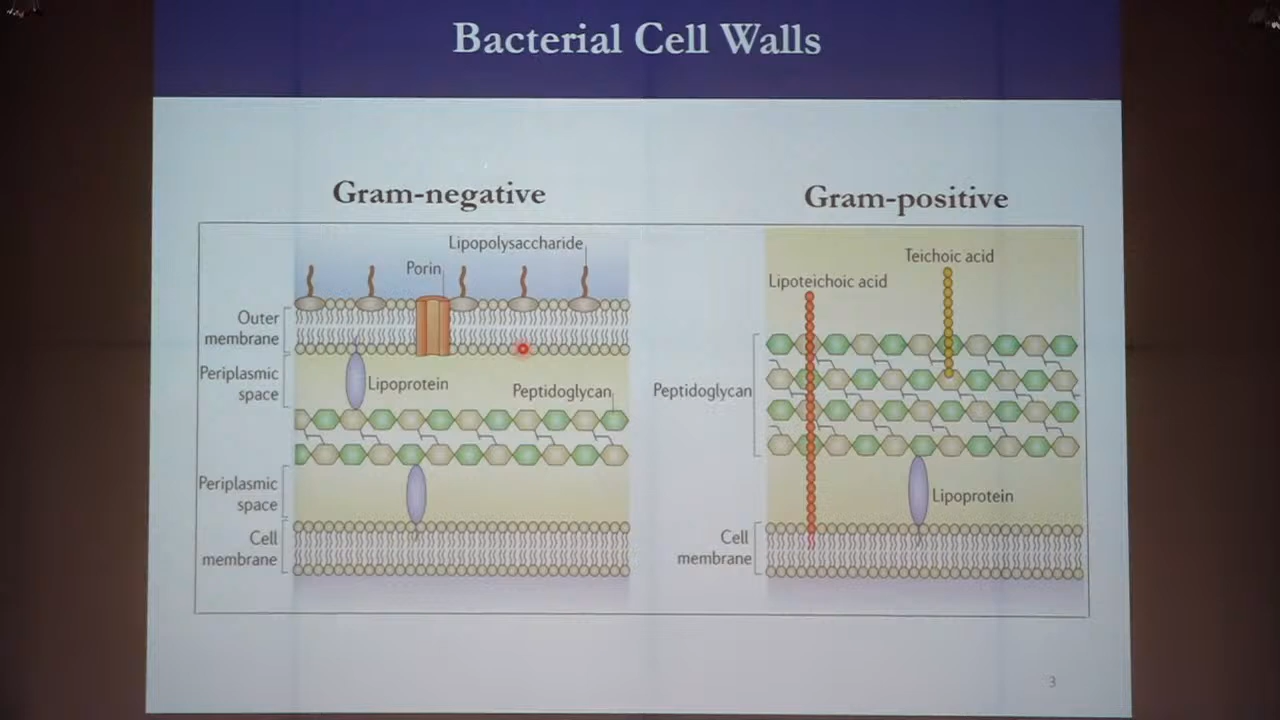 Bacterial Cell Walls
Gram-negative
Lipopolysaccharide
Porin
Outer
membrane
Periplasmic
space
Lipoprotein
Peptidoglycan
Periplasmic
space
Cell
membrane
Gram-positive
Teichoic acid
Lipoteichoic acid
Peptidoglycan
Lipoprotein
Cell
membrane
3